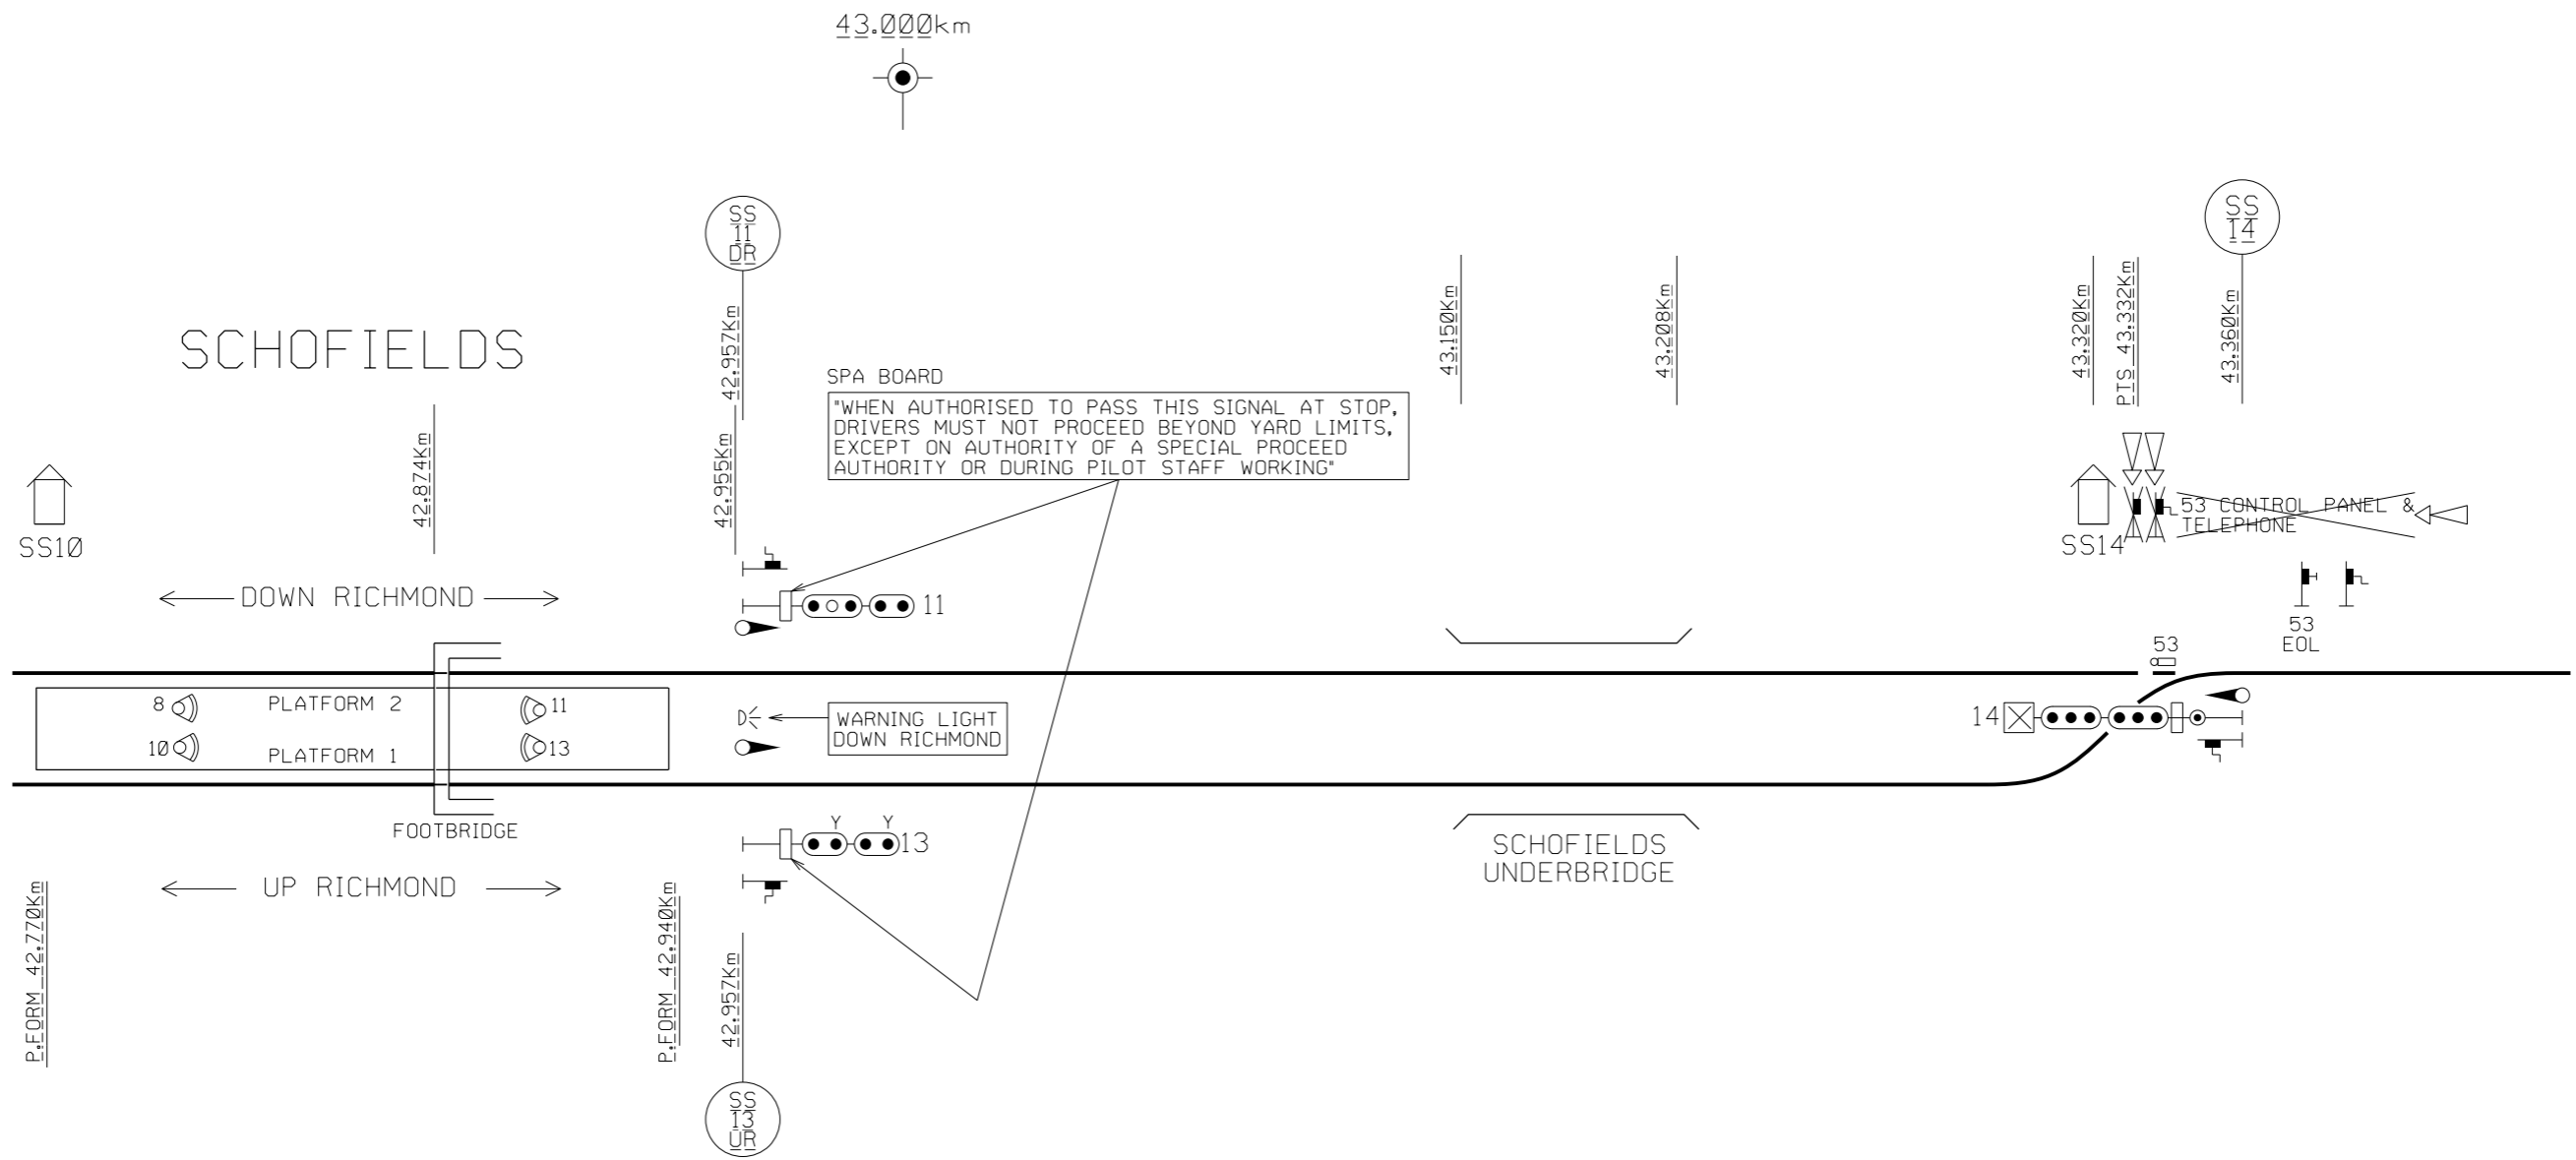 43.000km
SS
11
DR
SS
14
42.957Km
43.150Km
43.208Km
43.320Km
PTS 43.332Km
43.360Km
SCHOFIELDS
SPA BOARD
"WHEN AUTHORISED TO PASS THIS SIGNAL AT STOP,
DRIVERS MUST NOT PROCEED BEYOND YARD LIMITS,
EXCEPT ON AUTHORITY OF A SPECIAL PROCEED
AUTHORITY OR DURING PILOT STAFF WORKING"
42.874Km
42.955Km
SS10
SS14
53 CONTROL PANEL &
TELEPHONE
DOWN RICHMOND
11
53
EOL
53
8
PLATFORM 2
11
10
PLATFORM 1
13
D
WARNING LIGHT
DOWN RICHMOND
14
FOOTBRIDGE
Y Y
13
SCHOFIELDS
UNDERBRIDGE
UP RICHMOND
P.FORM 42.770Km
P.FORM 42.940Km
42.957Km
SS
13
UR